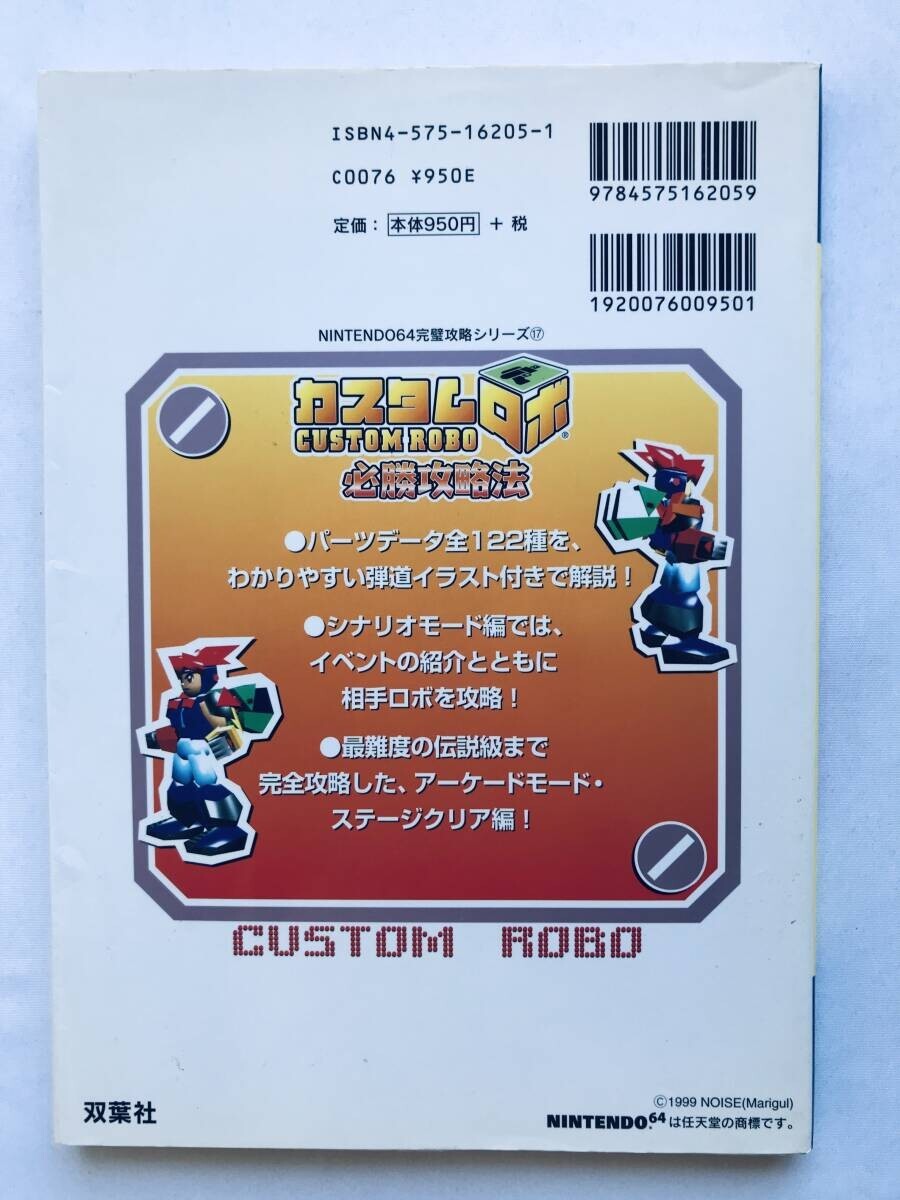 ISBN4-575-16205-1
C0076 ¥950E
定価：本体950円 + 税
9784575162059
1920076009501
NINTENDO64完璧攻略シリーズ⑰
カスタムロボ®
CUSTOM ROBO
必勝攻略法
●パーツデータ全122種を、
わかりやすい弾道イラスト付きで解説！
●シナリオモード編では、
イベントの紹介とともに
相手ロボを攻略！
●最難度の伝説級まで
完全攻略した、アーケードモード・
ステージクリア編！
CUSTOM ROBO
双葉社
©1999 NOISE(Marigul)
NINTENDO64は任天堂の商標です。